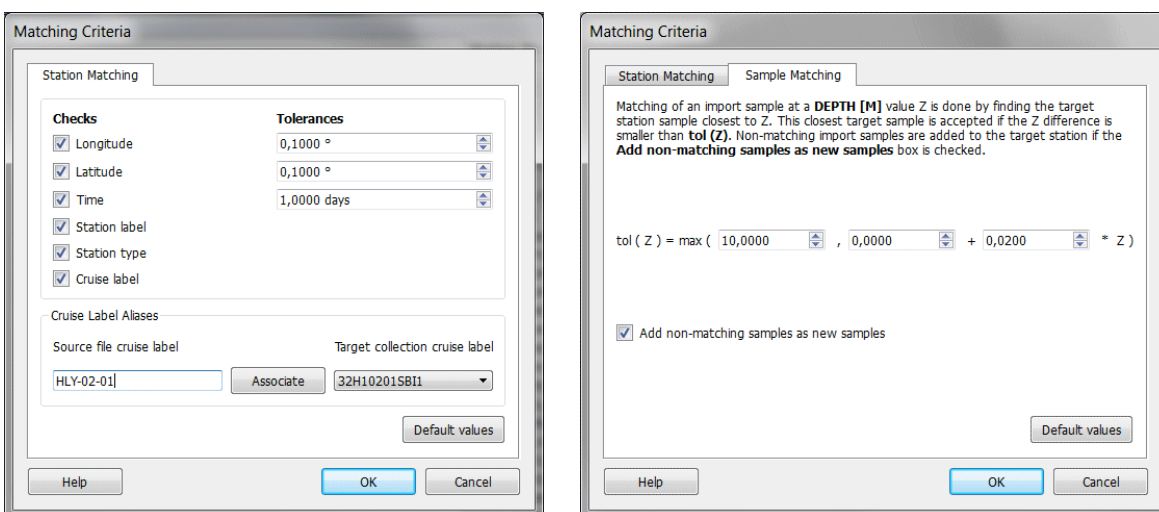 Matching Criteria
Station Matching
Checks Tolerances
Longitude 0,1000 °
Latitude 0,1000 °
Time 1,0000 days
Station label
Station type
Cruise label
Cruise Label Aliases
Source file cruise label Target collection cruise label
HLY-02-01 Associate 32H10201SBI1
Default values
Help OK Cancel
Matching Criteria
Station Matching Sample Matching
Matching of an import sample at a DEPTH [M] value Z is done by finding the target
station sample closest to Z. This closest target sample is accepted if the Z difference is
smaller than tol (Z). Non-matching import samples are added to the target station if the
Add non-matching samples as new samples box is checked.
tol ( Z ) = max ( 10,0000 , 0,0000 + 0,0200 * Z )
Add non-matching samples as new samples
Default values
Help OK Cancel